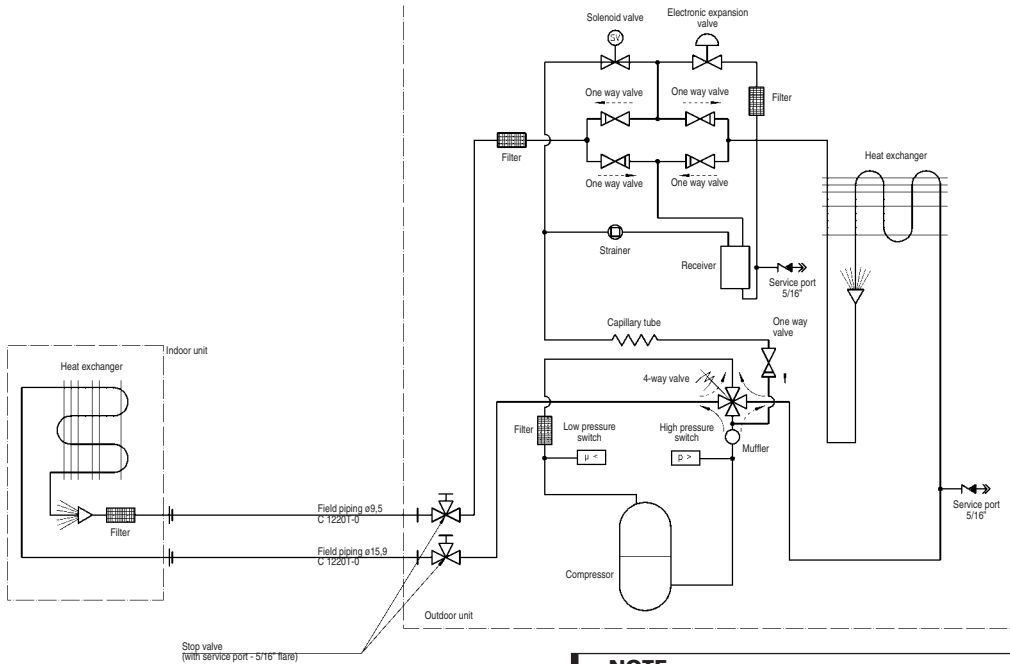 Solenoid valve
SV
Electronic expansion
valve
One way valve
One way valve
Filter
Filter
One way valve
One way valve
Heat exchanger
Strainer
Receiver
Service port
5/16"
Capillary tube
One way
valve
Indoor unit
Heat exchanger
4-way valve
Filter
Low pressure
switch
High pressure
switch
Muffler
p >
Service port
5/16"
Filter
Field piping ø9,5
C 1220T-0
Field piping ø15,9
C 1220T-0
Compressor
Outdoor unit
Stop valve
(with service port - 5/16" flare)
NOTE